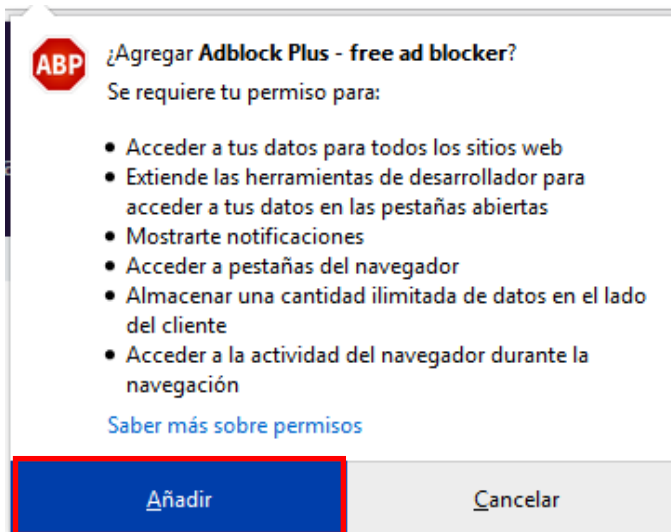 ABP
¿Agregar Adblock Plus - free ad blocker?
Se requiere tu permiso para:
• Acceder a tus datos para todos los sitios web
• Extiende las herramientas de desarrollador para
acceder a tus datos en las pestañas abiertas
• Mostrarte notificaciones
• Acceder a pestañas del navegador
• Almacenar una cantidad ilimitada de datos en el lado
del cliente
• Acceder a la actividad del navegador durante la
navegación
Saber más sobre permisos
Añadir
Cancelar